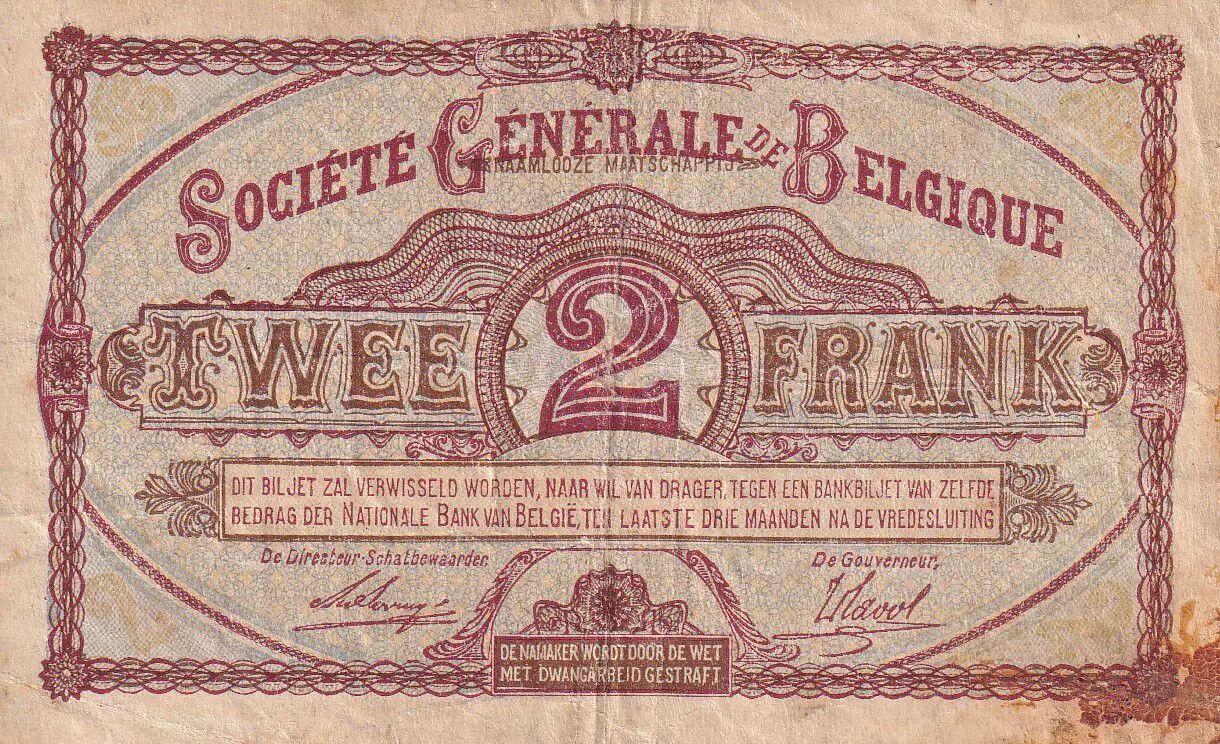 SOCIÉTÉ GÉNÉRALE DE BELGIQUE
NAAMLOOZE MAATSCHAPPIJ
TWEE 2 FRANK
DIT BILJET ZAL VERWISSELD WORDEN, NAAR WIL VAN DRAGER, TEGEN EEN BANKBILJET VAN ZELFDE
BEDRAG DER NATIONALE BANK VAN BELGIË, TEN LAATSTE DRIE MAANDEN NA DE VREDESLUITING
De Directeur-Schatbewaarder. De Gouverneur,
DE NAMAKER WORDT DOOR DE WET
MET DWANGARBEID GESTRAFT